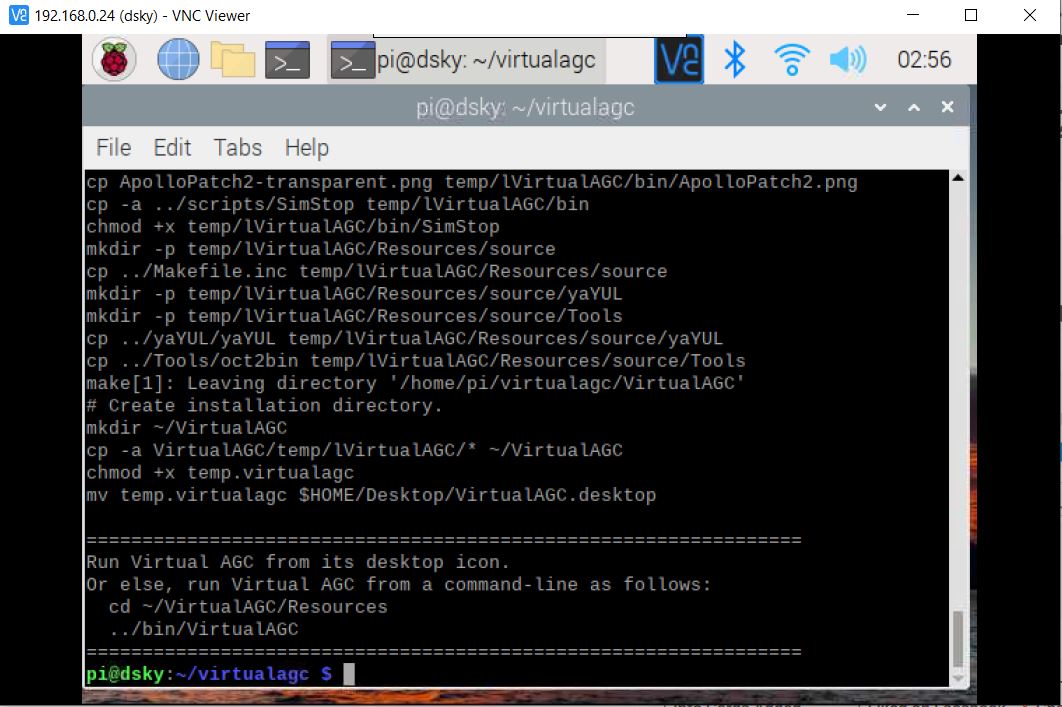 192.168.0.24 (dsky) - VNC Viewer
pi@dsky: ~/virtualagc
02:56
pi@dsky: ~/virtualagc
File Edit Tabs Help
cp ApolloPatch2-transparent.png temp/lVirtualAGC/bin/ApolloPatch2.png
cp -a ../scripts/SimStop temp/lVirtualAGC/bin
chmod +x temp/lVirtualAGC/bin/SimStop
mkdir -p temp/lVirtualAGC/Resources/source
cp ../Makefile.inc temp/lVirtualAGC/Resources/source
mkdir -p temp/lVirtualAGC/Resources/source/yaYUL
mkdir -p temp/lVirtualAGC/Resources/source/Tools
cp ../yaYUL/yaYUL temp/lVirtualAGC/Resources/source/yaYUL
cp ../Tools/oct2bin temp/lVirtualAGC/Resources/source/Tools
make[1]: Leaving directory '/home/pi/virtualagc/VirtualAGC'
# Create installation directory.
mkdir ~/VirtualAGC
cp -a VirtualAGC/temp/lVirtualAGC/* ~/VirtualAGC
chmod +x temp.virtualagc
mv temp.virtualagc $HOME/Desktop/VirtualAGC.desktop
================================================================
Run Virtual AGC from its desktop icon.
Or else, run Virtual AGC from a command-line as follows:
cd ~/VirtualAGC/Resources
../bin/VirtualAGC
================================================================
pi@dsky:~/virtualagc $